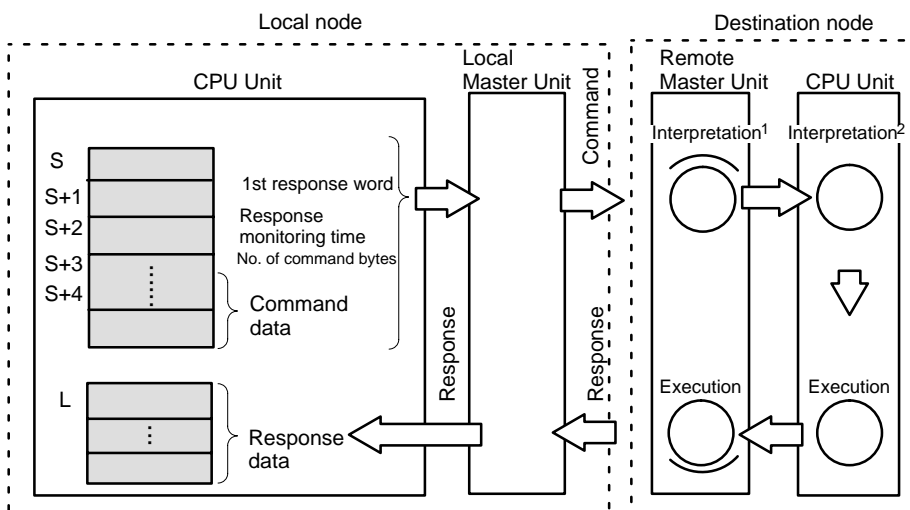 Local node
Destination node
CPU Unit
Local
Master Unit
Command
Remote
Master Unit
CPU Unit
Interpretation1
Interpretation2
S
S+1
S+2
S+3
S+4
1st response word
Response
monitoring time
No. of command bytes
Command
data
Response
Response
Execution
Execution
L
Response
data